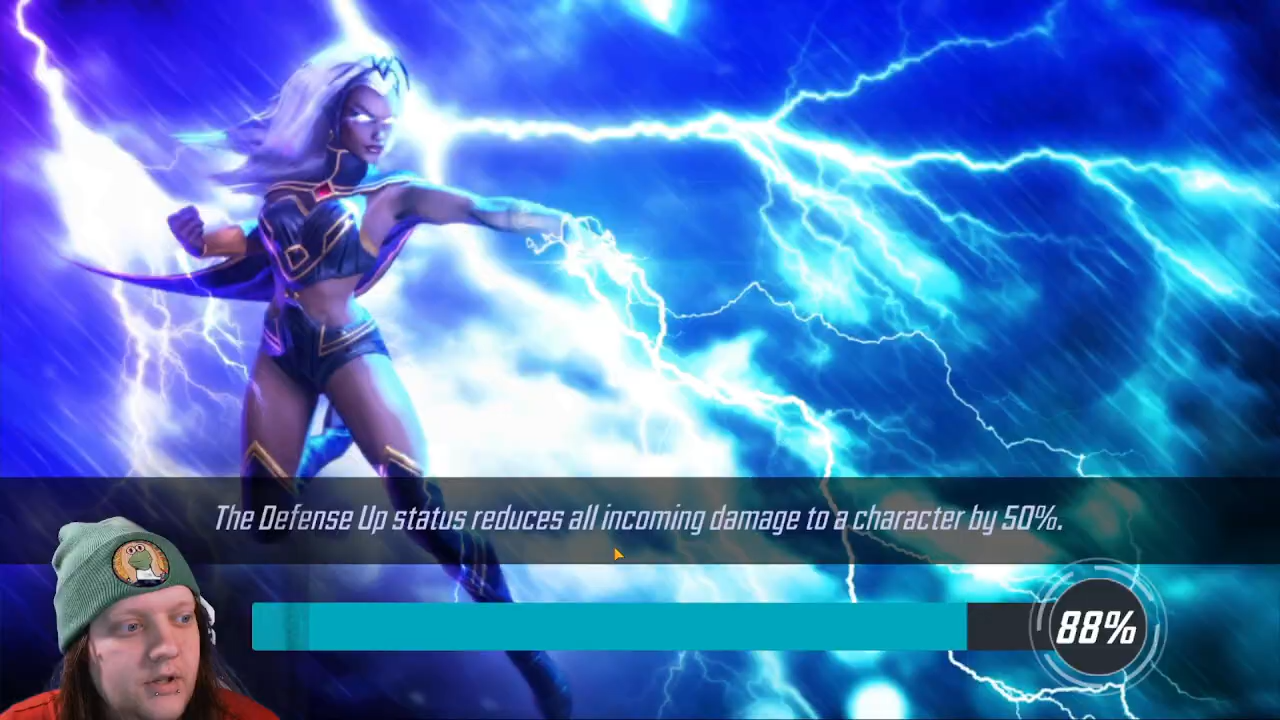 The Defense Up status reduces all incoming damage to a character by 50%.
88%